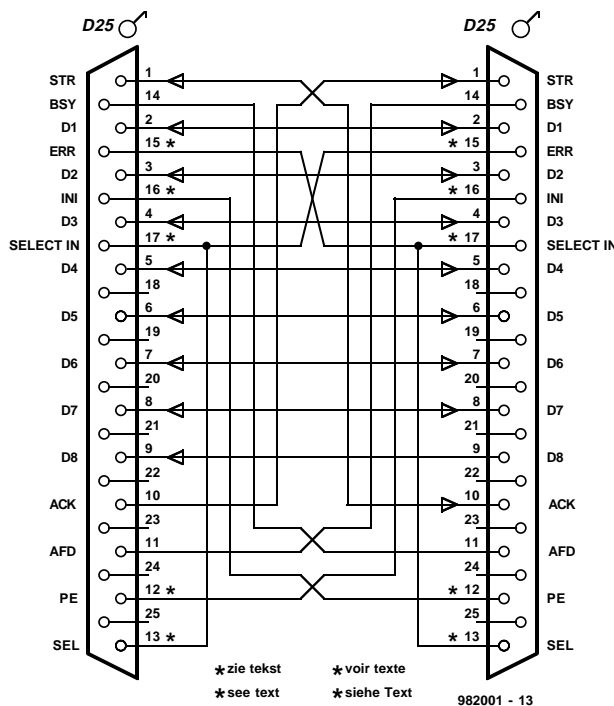 D25 D25
STR 1 1 STR
BSY 14 14 BSY
D1 2 2 D1
ERR 15 * * 15 ERR
D2 3 3 D2
INI 16 * * 16 INI
D3 4 4 D3
SELECT IN 17 * * 17 SELECT IN
D4 5 5 D4
18 18
D5 6 6 D5
19 19
D6 7 7 D6
20 20
D7 8 8 D7
21 21
D8 9 9 D8
22 22
ACK 10 10 ACK
23 23
AFD 11 11 AFD
24 24
PE 12 * * 12 PE
25 25
SEL 13 * * 13 SEL
* zie tekst * voir texte
* see text * siehe Text
982001 - 13